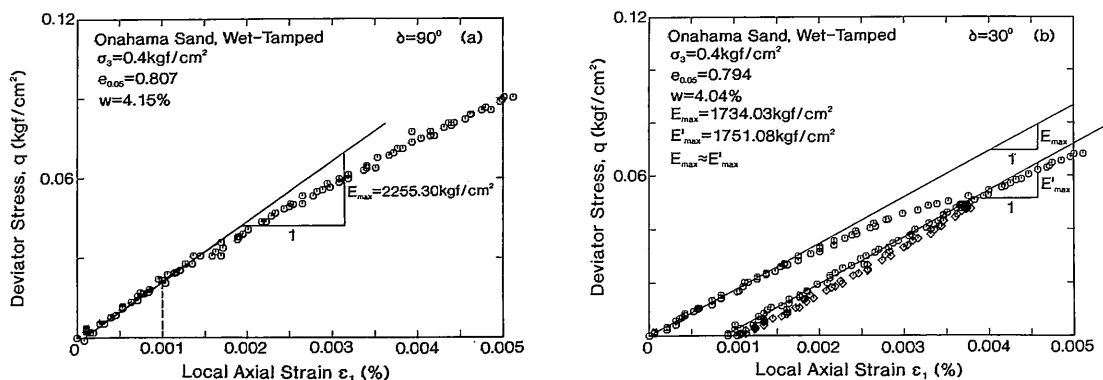 0.12
Onahama Sand, Wet-Tamped δ=90° (a)
σ₃=0.4kgf/cm²
e₀.₀₅=0.807
w=4.15%
Deviator Stress, q (kgf/cm²)
0.06
Eₘₐₓ=2255.30kgf/cm²
1
0 0.001 0.002 0.003 0.004 0.005
Local Axial Strain ε₁ (%)
0.12
Onahama Sand, Wet-Tamped δ=30° (b)
σ₃=0.4kgf/cm²
e₀.₀₅=0.794
w=4.04%
Eₘₐₓ=1734.03kgf/cm²
E'ₘₐₓ=1751.08kgf/cm²
Eₘₐₓ≈E'ₘₐₓ
Deviator Stress, q (kgf/cm²)
0.06
Eₘₐₓ
1
E'ₘₐₓ
1
0 0.001 0.002 0.003 0.004 0.005
Local Axial Strain ε₁ (%)